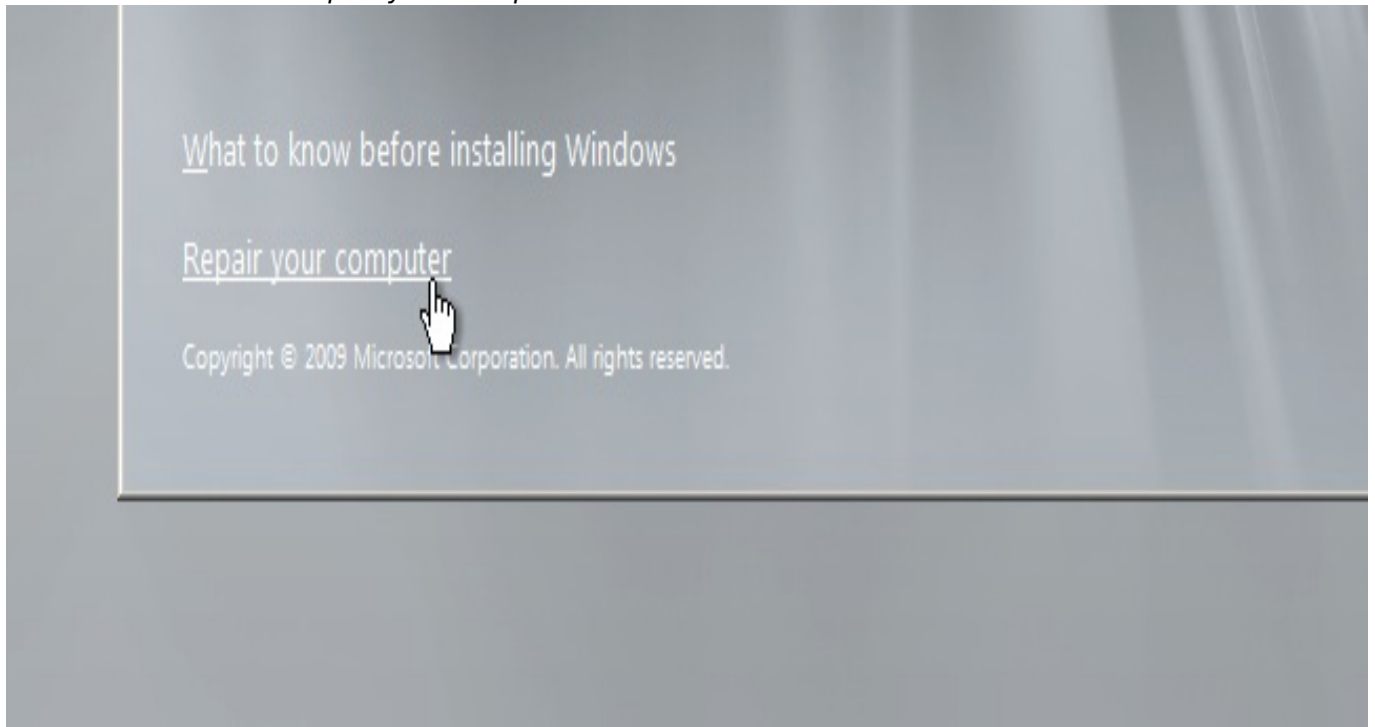 What to know before installing Windows
Repair your computer
Copyright © 2009 Microsoft Corporation. All rights reserved.